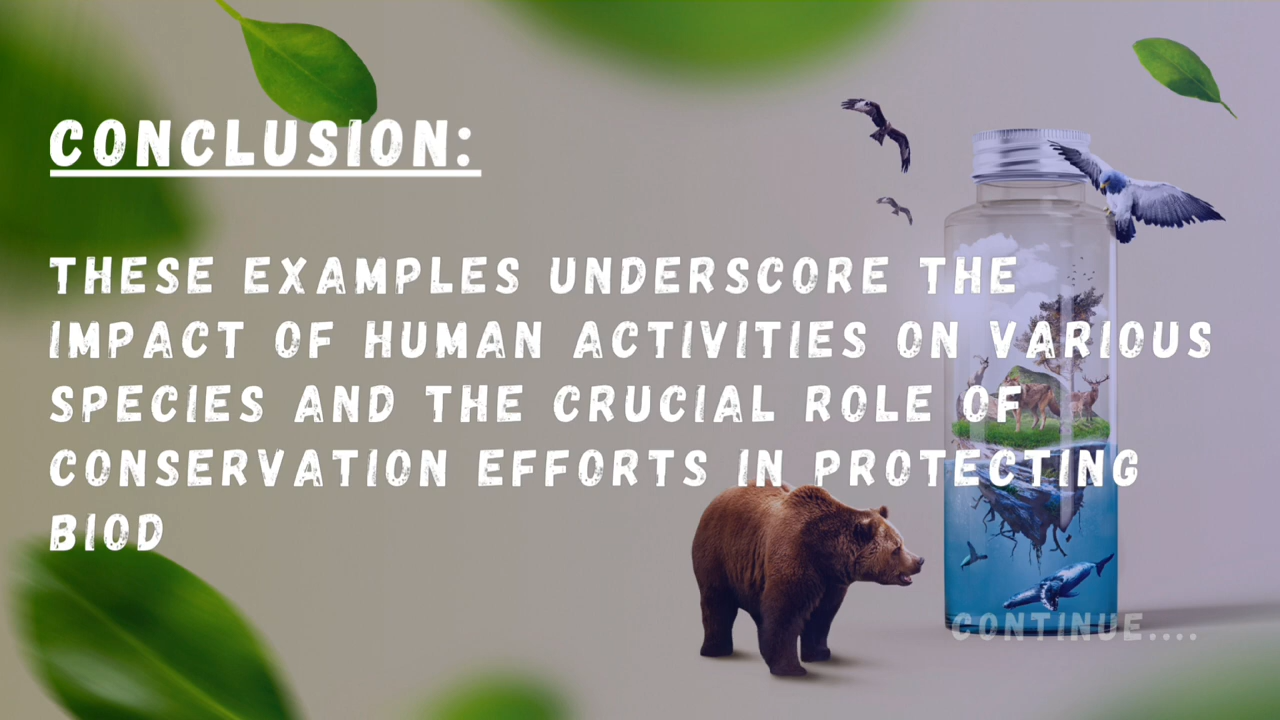 CONCLUSION:
THESE EXAMPLES UNDERSCORE THE
IMPACT OF HUMAN ACTIVITIES ON VARIOUS
SPECIES AND THE CRUCIAL ROLE OF
CONSERVATION EFFORTS IN PROTECTING
BIOD
CONTINUE....